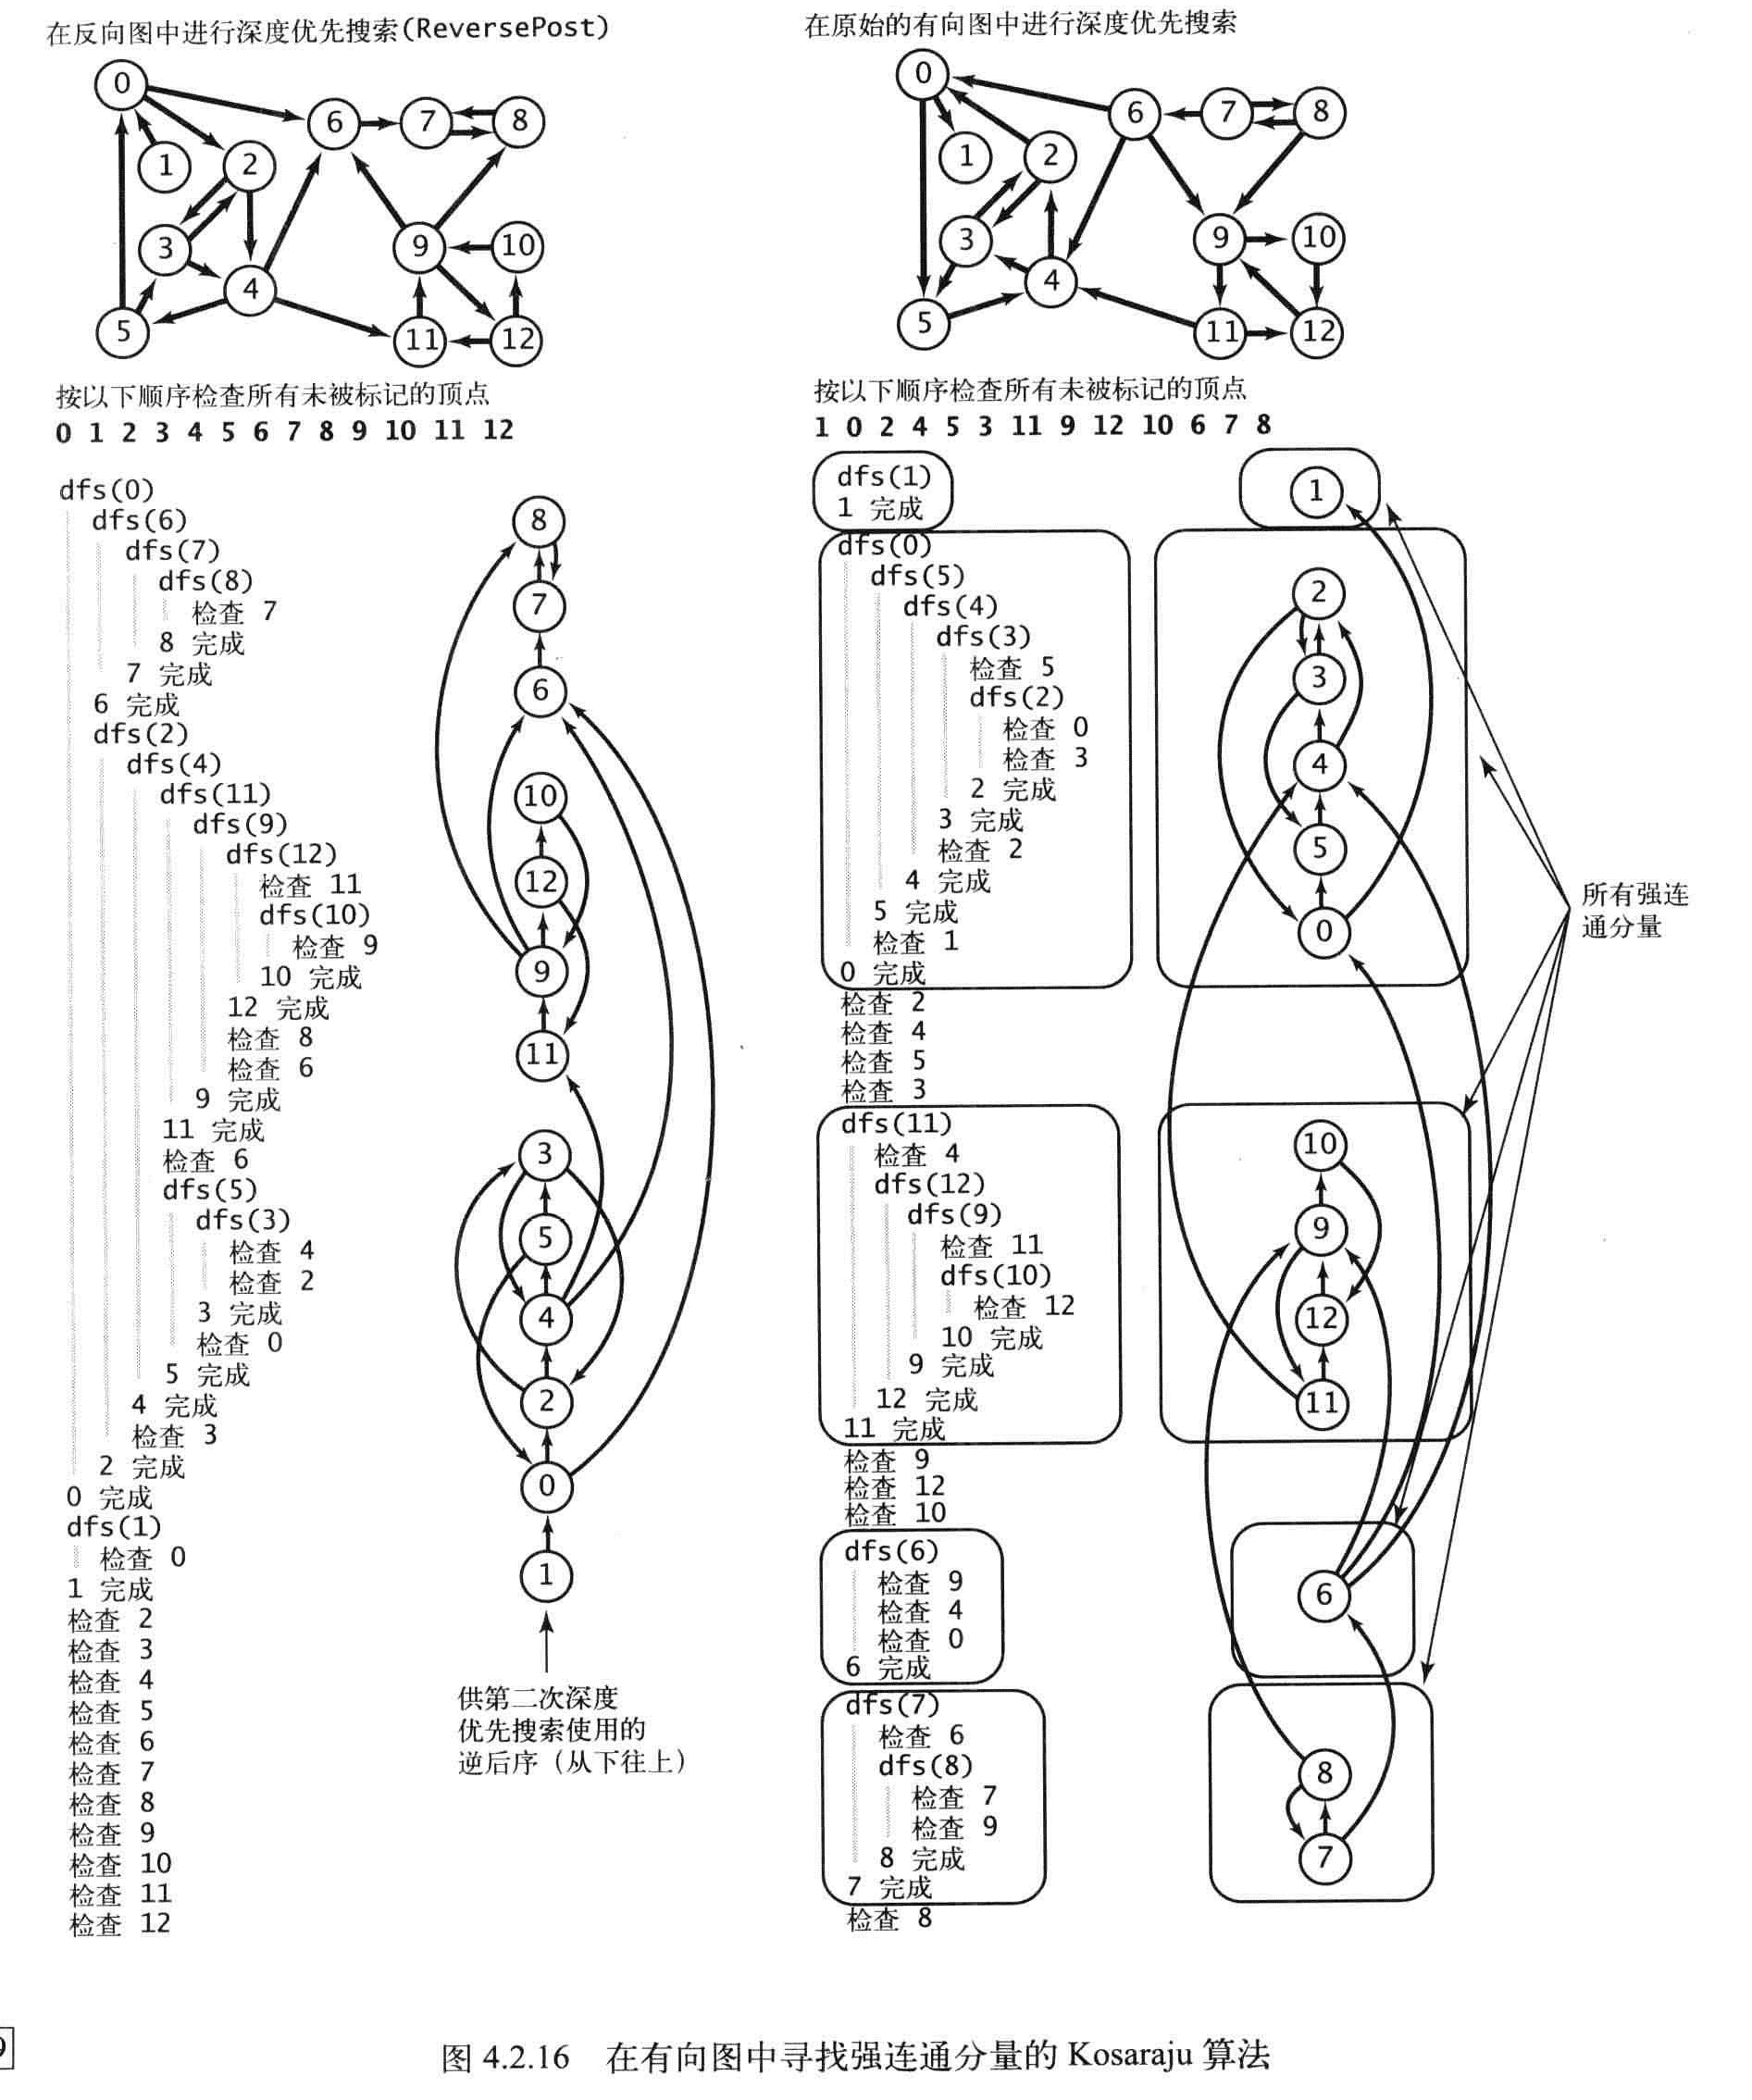 在反向图中进行深度优先搜索(ReversePost)
0
6
7
8
1
2
3
9
10
4
5
11
12
按以下顺序检查所有未被标记的顶点
0 1 2 3 4 5 6 7 8 9 10 11 12
dfs(0)
dfs(6)
dfs(7)
dfs(8)
检查 7
8 完成
7 完成
6 完成
dfs(2)
dfs(4)
dfs(11)
dfs(9)
dfs(12)
检查 11
dfs(10)
检查 9
10 完成
12 完成
检查 8
检查 6
9 完成
11 完成
检查 6
dfs(5)
dfs(3)
检查 4
检查 2
3 完成
检查 0
5 完成
4 完成
检查 3
2 完成
0 完成
dfs(1)
检查 0
1 完成
检查 2
检查 3
检查 4
检查 5
检查 6
检查 7
检查 8
检查 9
检查 10
检查 11
检查 12
8
7
6
10
12
9
11
3
5
4
2
0
1
供第二次深度
优先搜索使用的
逆后序（从下往上）
在原始的有向图中进行深度优先搜索
0
6
7
8
1
2
3
9
10
4
5
11
12
按以下顺序检查所有未被标记的顶点
1 0 2 4 5 3 11 9 12 10 6 7 8
dfs(1)
1 完成
dfs(0)
dfs(5)
dfs(4)
dfs(3)
检查 5
dfs(2)
检查 0
检查 3
2 完成
3 完成
检查 2
4 完成
5 完成
检查 1
0 完成
检查 2
检查 4
检查 5
检查 3
dfs(11)
检查 4
dfs(12)
dfs(9)
检查 11
dfs(10)
检查 12
10 完成
9 完成
12 完成
11 完成
检查 9
检查 12
检查 10
dfs(6)
检查 9
检查 4
检查 0
6 完成
dfs(7)
检查 6
dfs(8)
检查 7
检查 9
8 完成
7 完成
检查 8
1
2
3
4
5
0
10
9
12
11
6
8
7
所有强连
通分量
图 4.2.16 在有向图中寻找强连通分量的 Kosaraju 算法